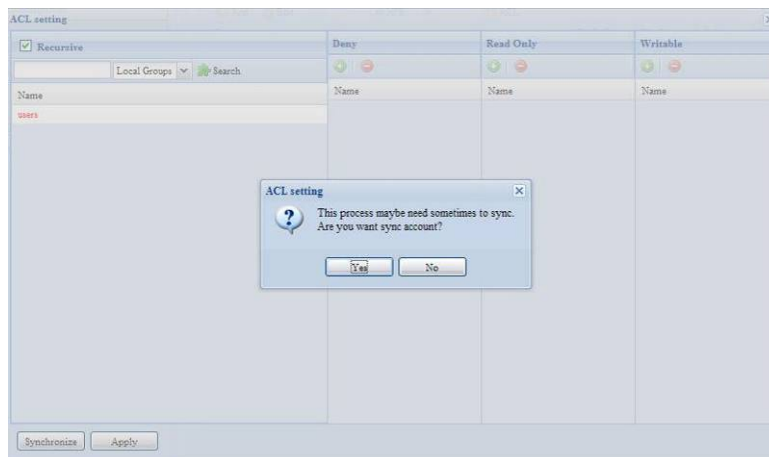 ACL setting
Recursive
Deny
Read Only
Writable
Local Groups
Search
Name
Name
Name
Name
users
ACL setting
This process maybe need sometimes to sync.
Are you want sync account?
Yes
No
Synchronize
Apply